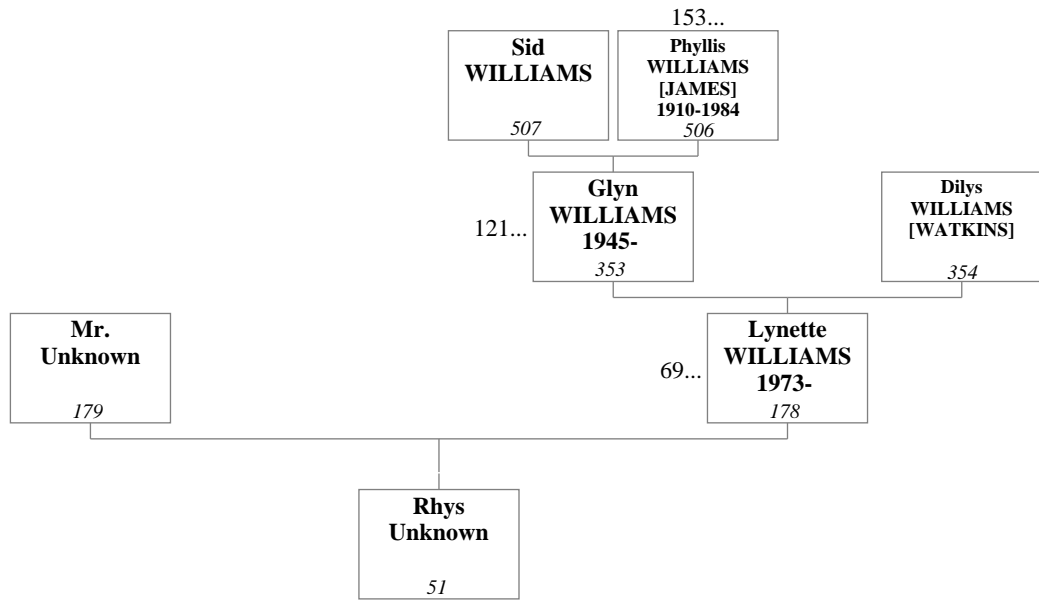 153...
Sid
WILLIAMS
507
Phyllis
WILLIAMS
[JAMES]
1910-1984
506
121...
Glyn
WILLIAMS
1945-
353
Dilys
WILLIAMS
[WATKINS]
354
Mr.
Unknown
179
69...
Lynette
WILLIAMS
1973-
178
Rhys
Unknown
51